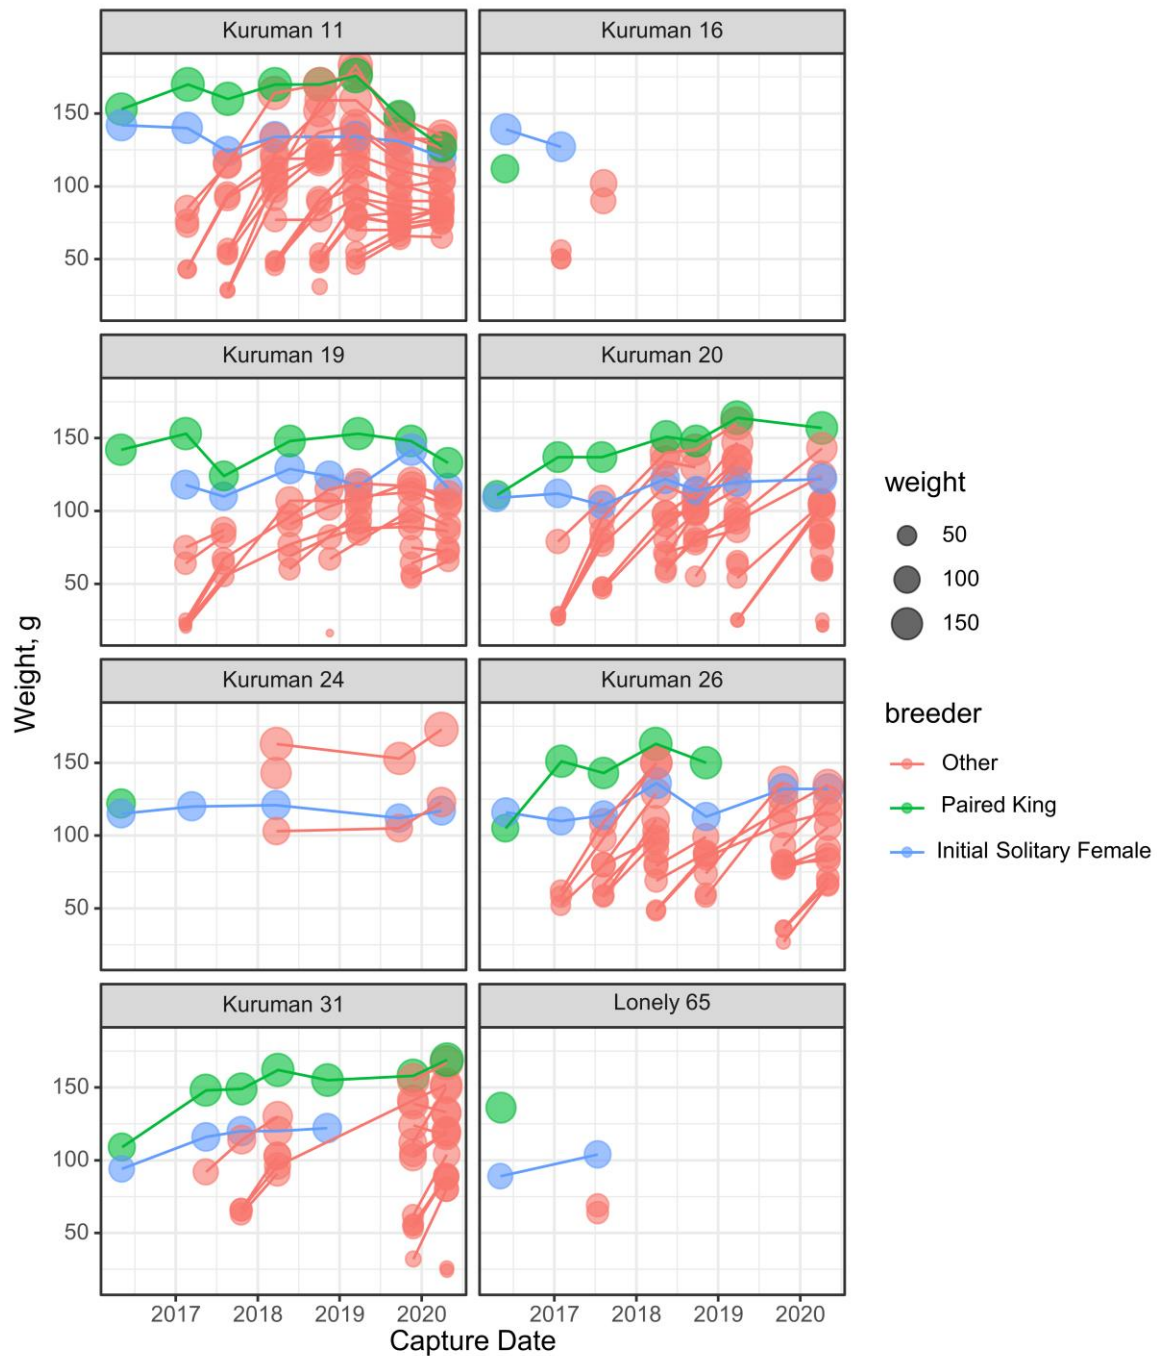 Kuruman 11
Kuruman 16
150
100
50
Kuruman 19
Kuruman 20
150
100
50
Weight, g
weight
50
100
150
breeder
Other
Paired King
Initial Solitary Female
Kuruman 24
Kuruman 26
150
100
50
Kuruman 31
Lonely 65
150
100
50
2017 2018 2019 2020 2017 2018 2019 2020
Capture Date